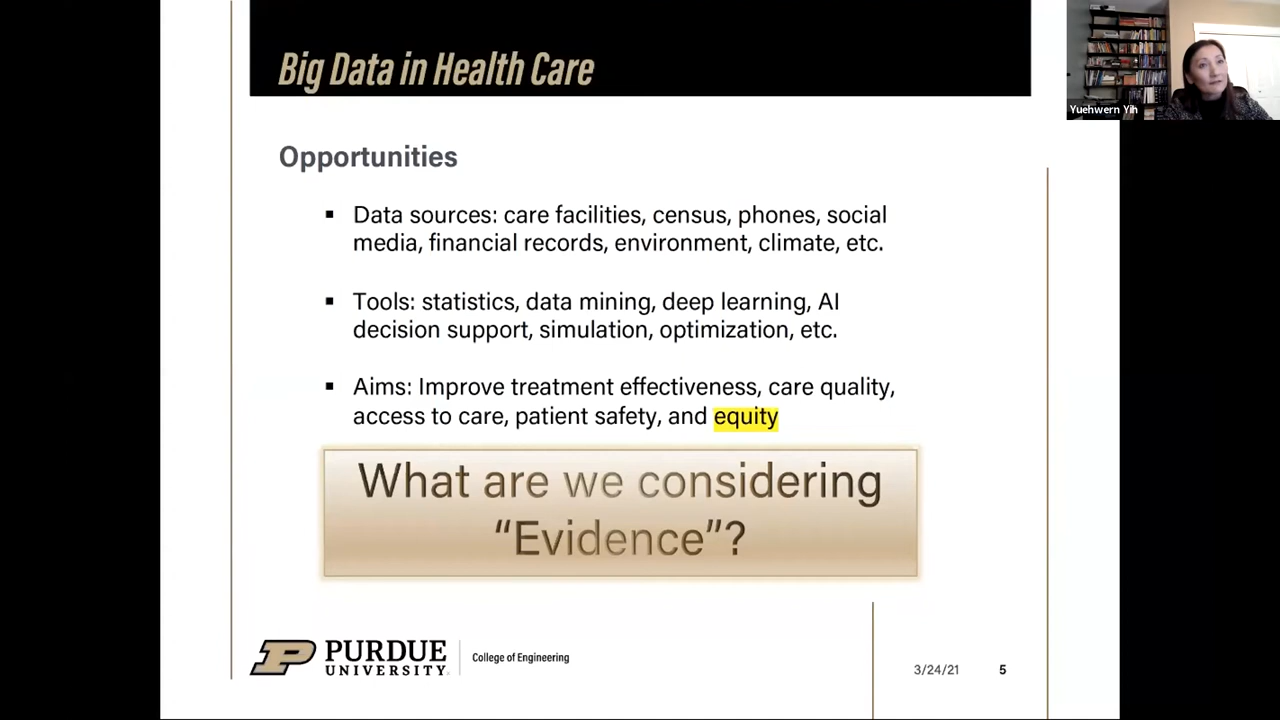 Big Data in Health Care
Yuehwern Yih
Opportunities
▪ Data sources: care facilities, census, phones, social
media, financial records, environment, climate, etc.
▪ Tools: statistics, data mining, deep learning, AI
decision support, simulation, optimization, etc.
▪ Aims: Improve treatment effectiveness, care quality,
access to care, patient safety, and equity
What are we considering
“Evidence”?
PURDUE
UNIVERSITY
College of Engineering
3/24/21 5